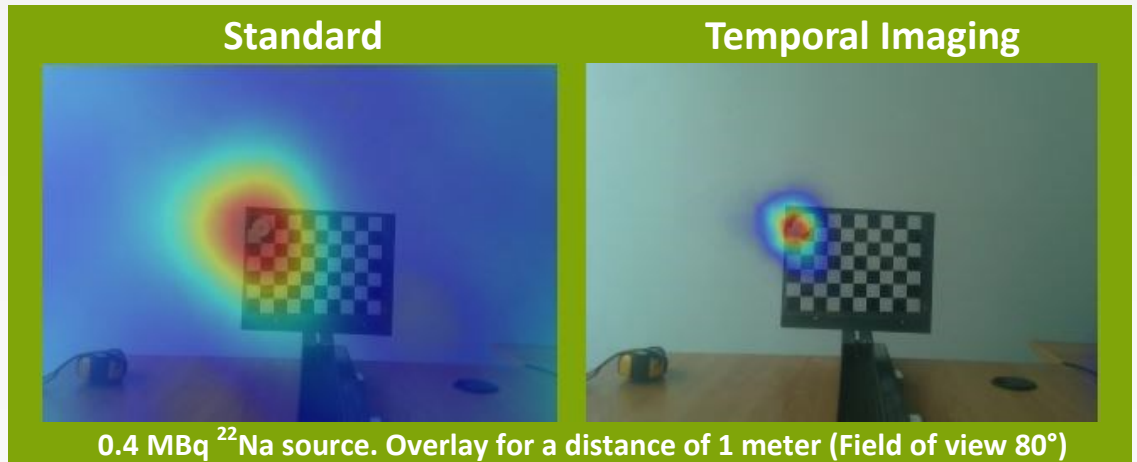 Standard
Temporal Imaging
0.4 MBq ²²Na source. Overlay for a distance of 1 meter (Field of view 80°)